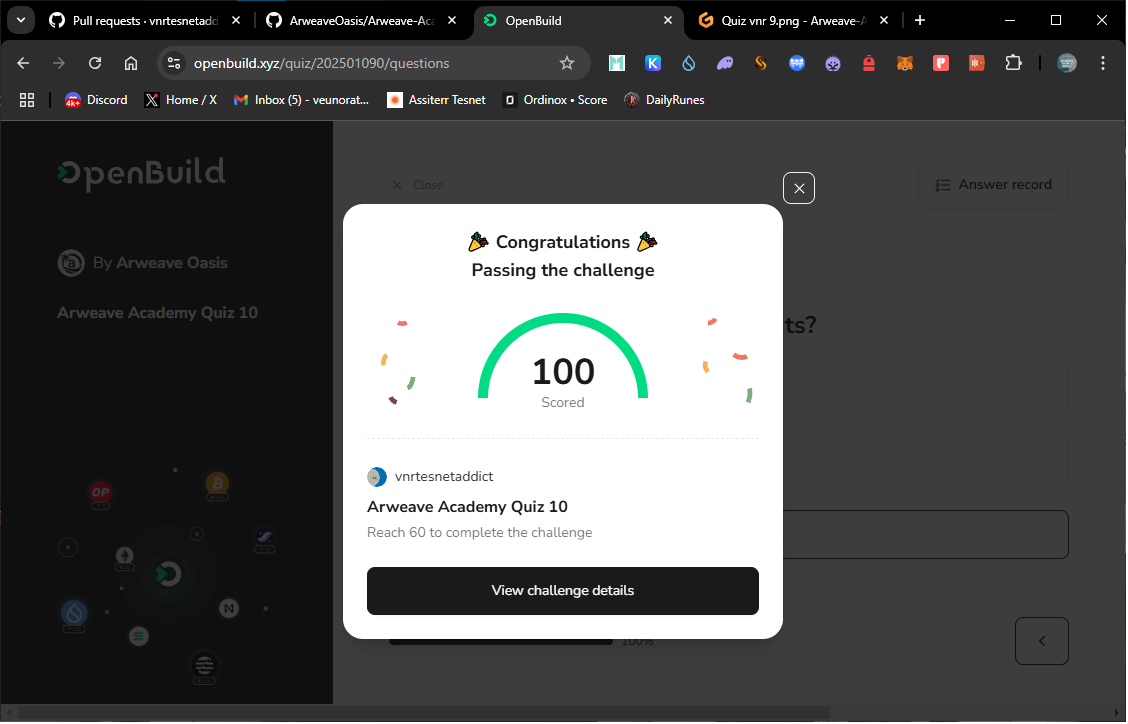 Pull requests · vnrtesnetadd
ArweaveOasis/Arweave-Aca
OpenBuild
Quiz vnr 9.png - Arweave-A
openbuild.xyz/quiz/202501090/questions
Discord
Home / X
Inbox (5) - veunorat...
Assiterr Tesnet
Ordinox • Score
DailyRunes
OpenBuild
By Arweave Oasis
Arweave Academy Quiz 10
Close
Answer record
ts?
Congratulations
Passing the challenge
100
Scored
vnrtesnetaddict
Arweave Academy Quiz 10
Reach 60 to complete the challenge
View challenge details
100%
OP